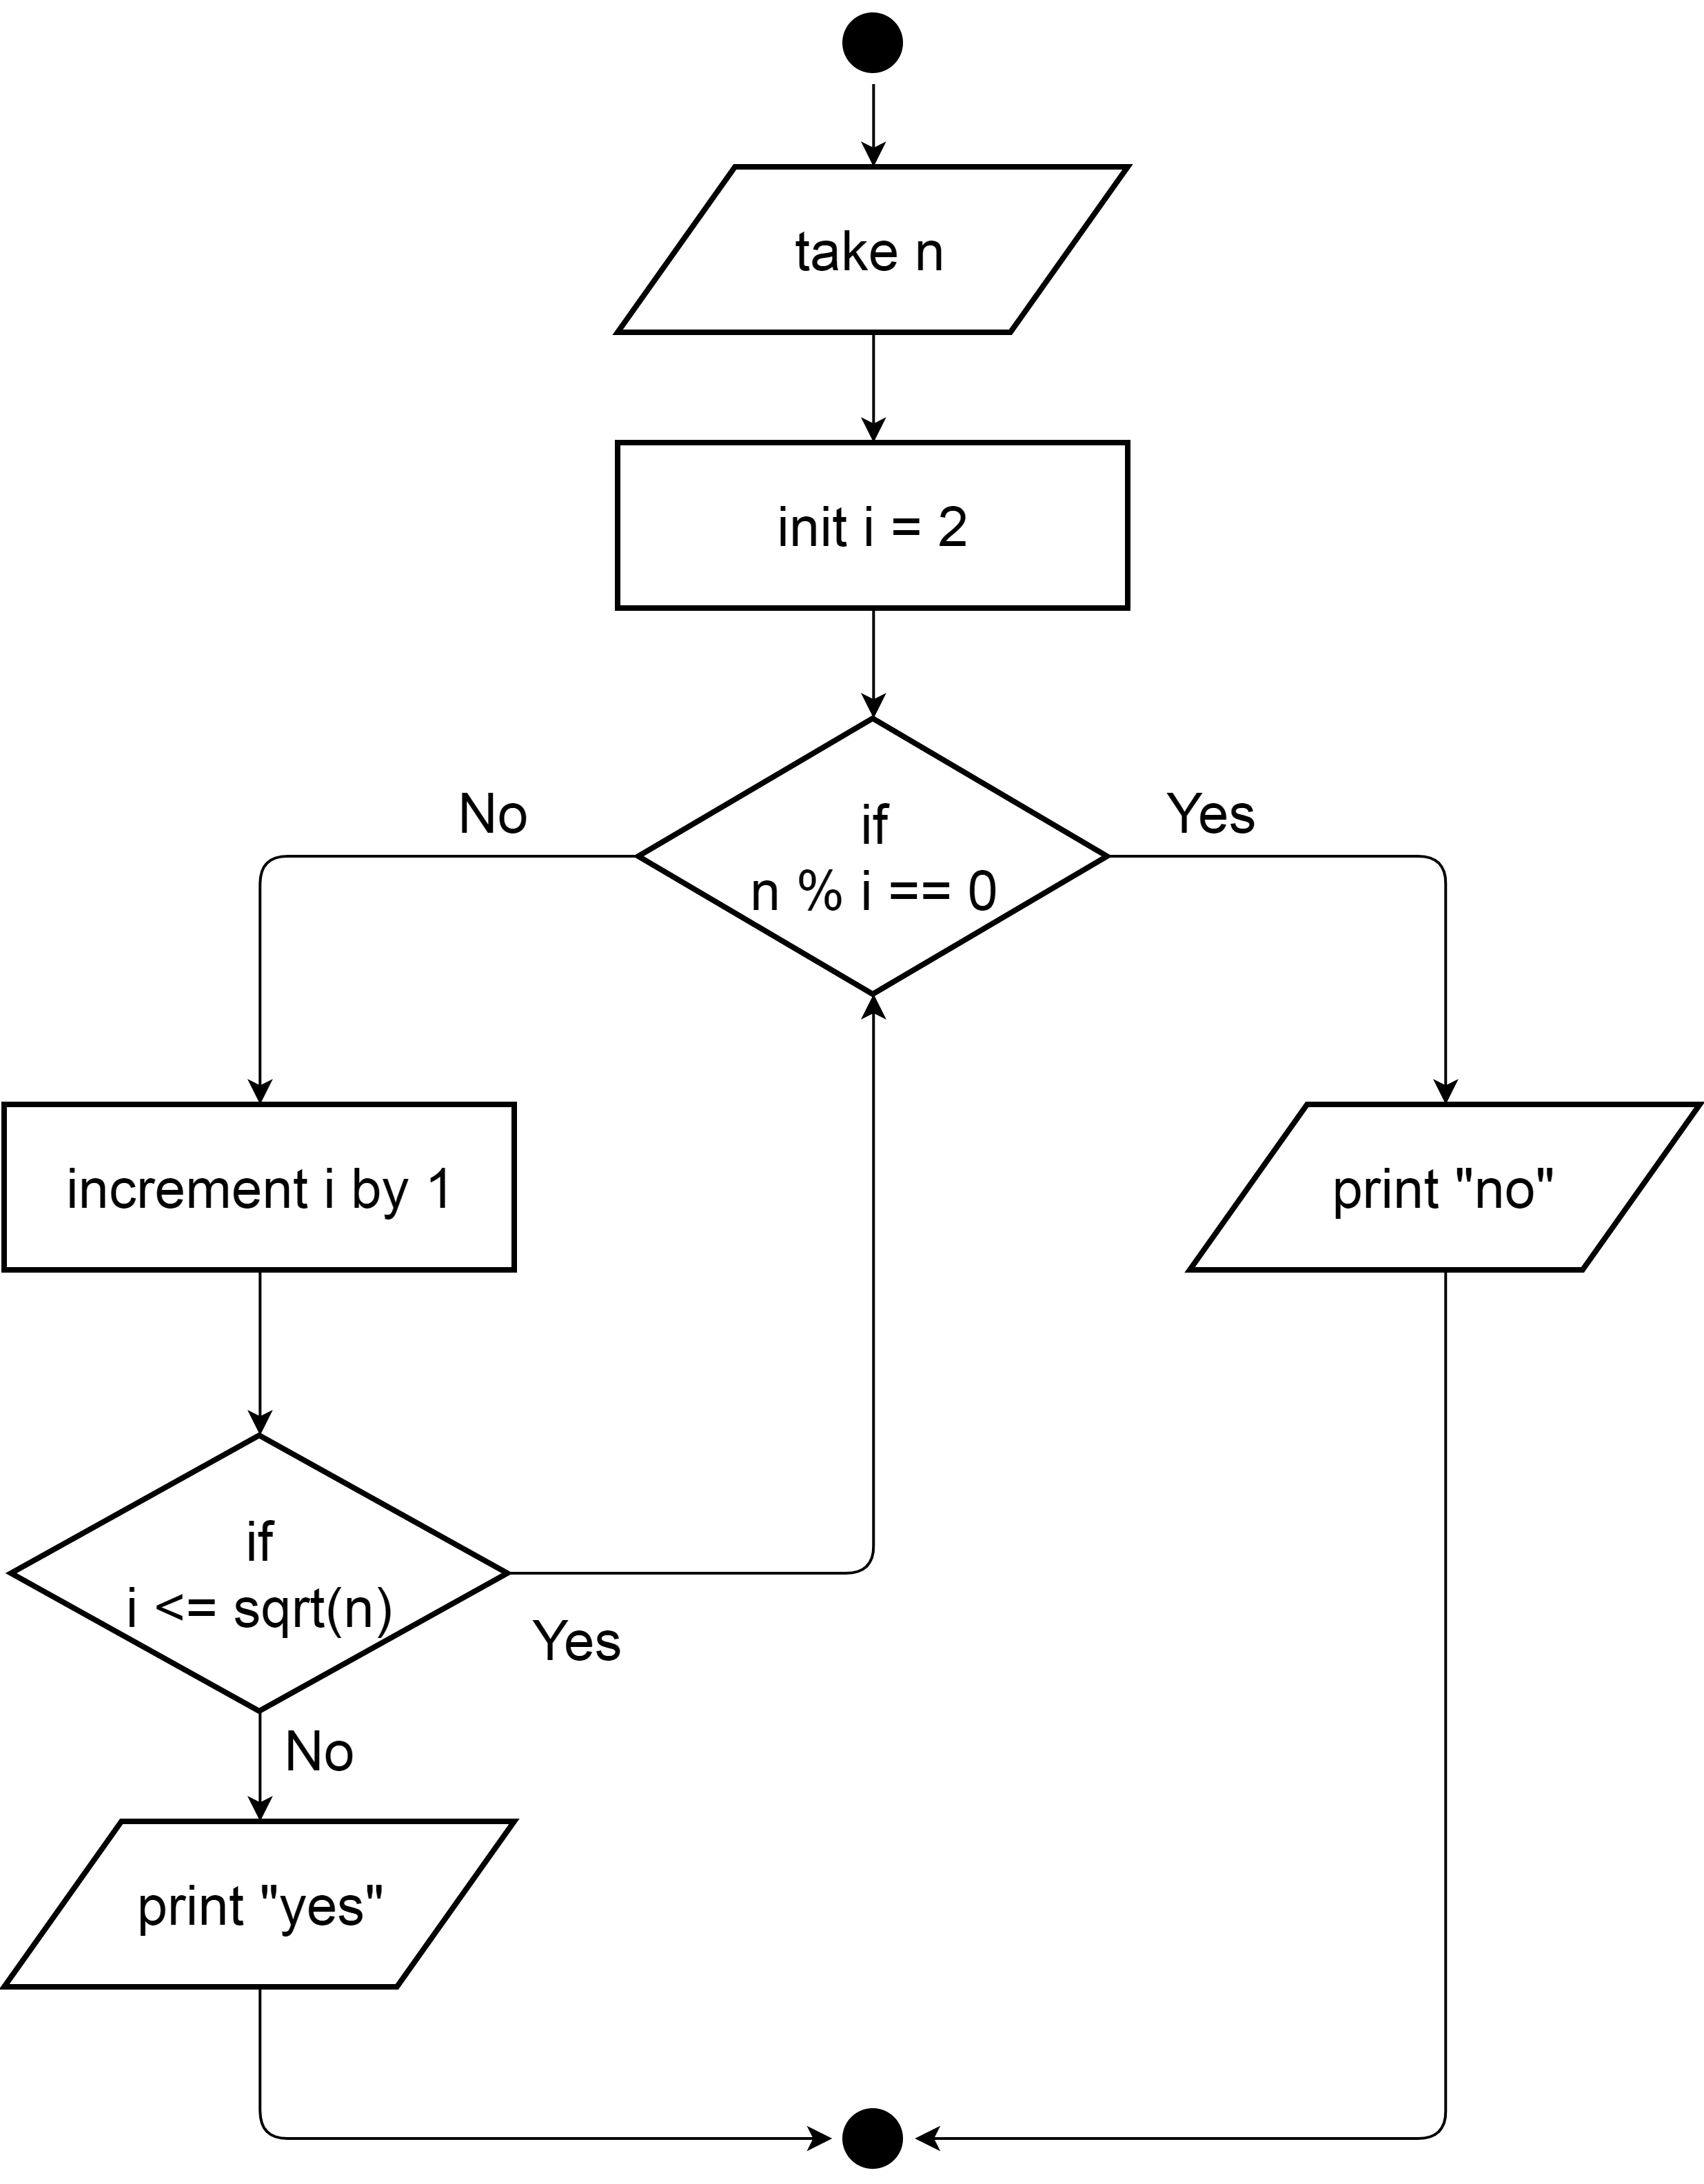 take n
init i = 2
No
Yes
if
n % i == 0
increment i by 1
print "no"
if
i <= sqrt(n)
Yes
No
print "yes"